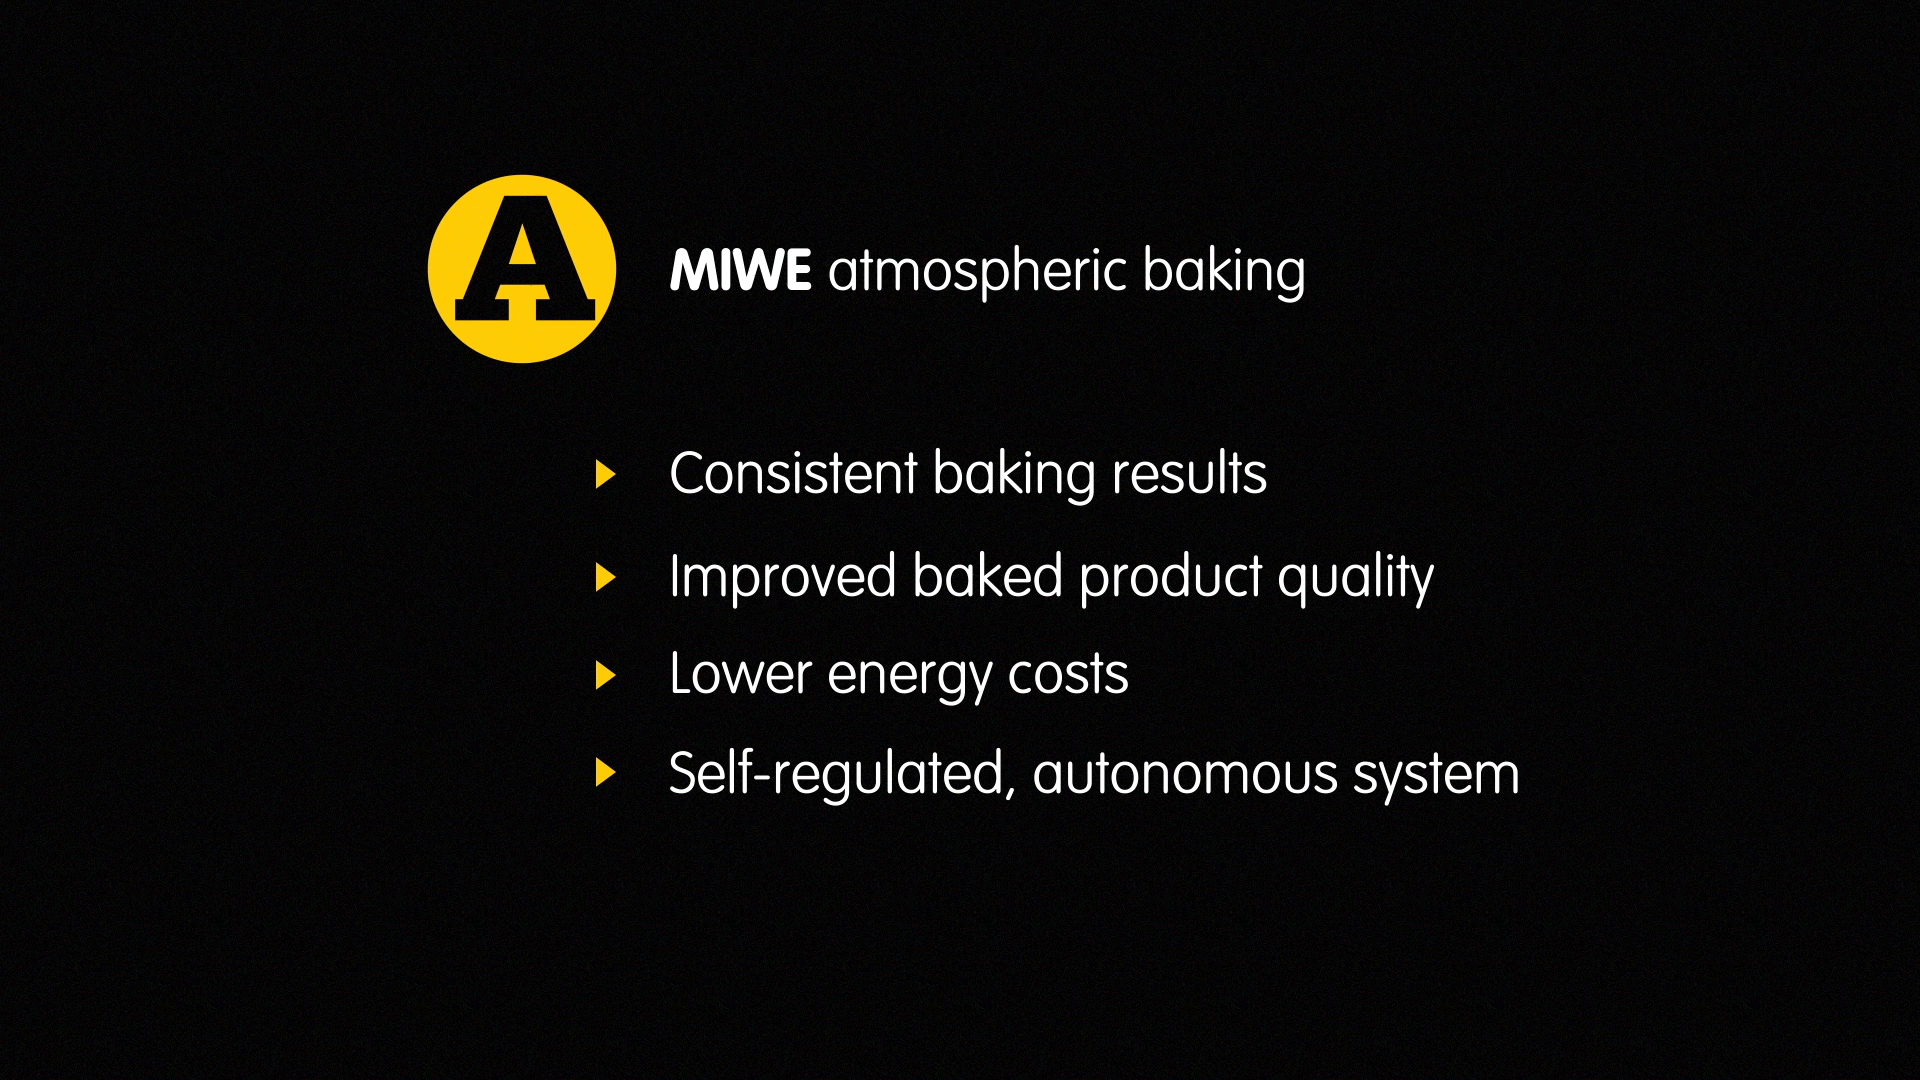 A
MIWE atmospheric baking
Consistent baking results
Improved baked product quality
Lower energy costs
Self-regulated, autonomous system